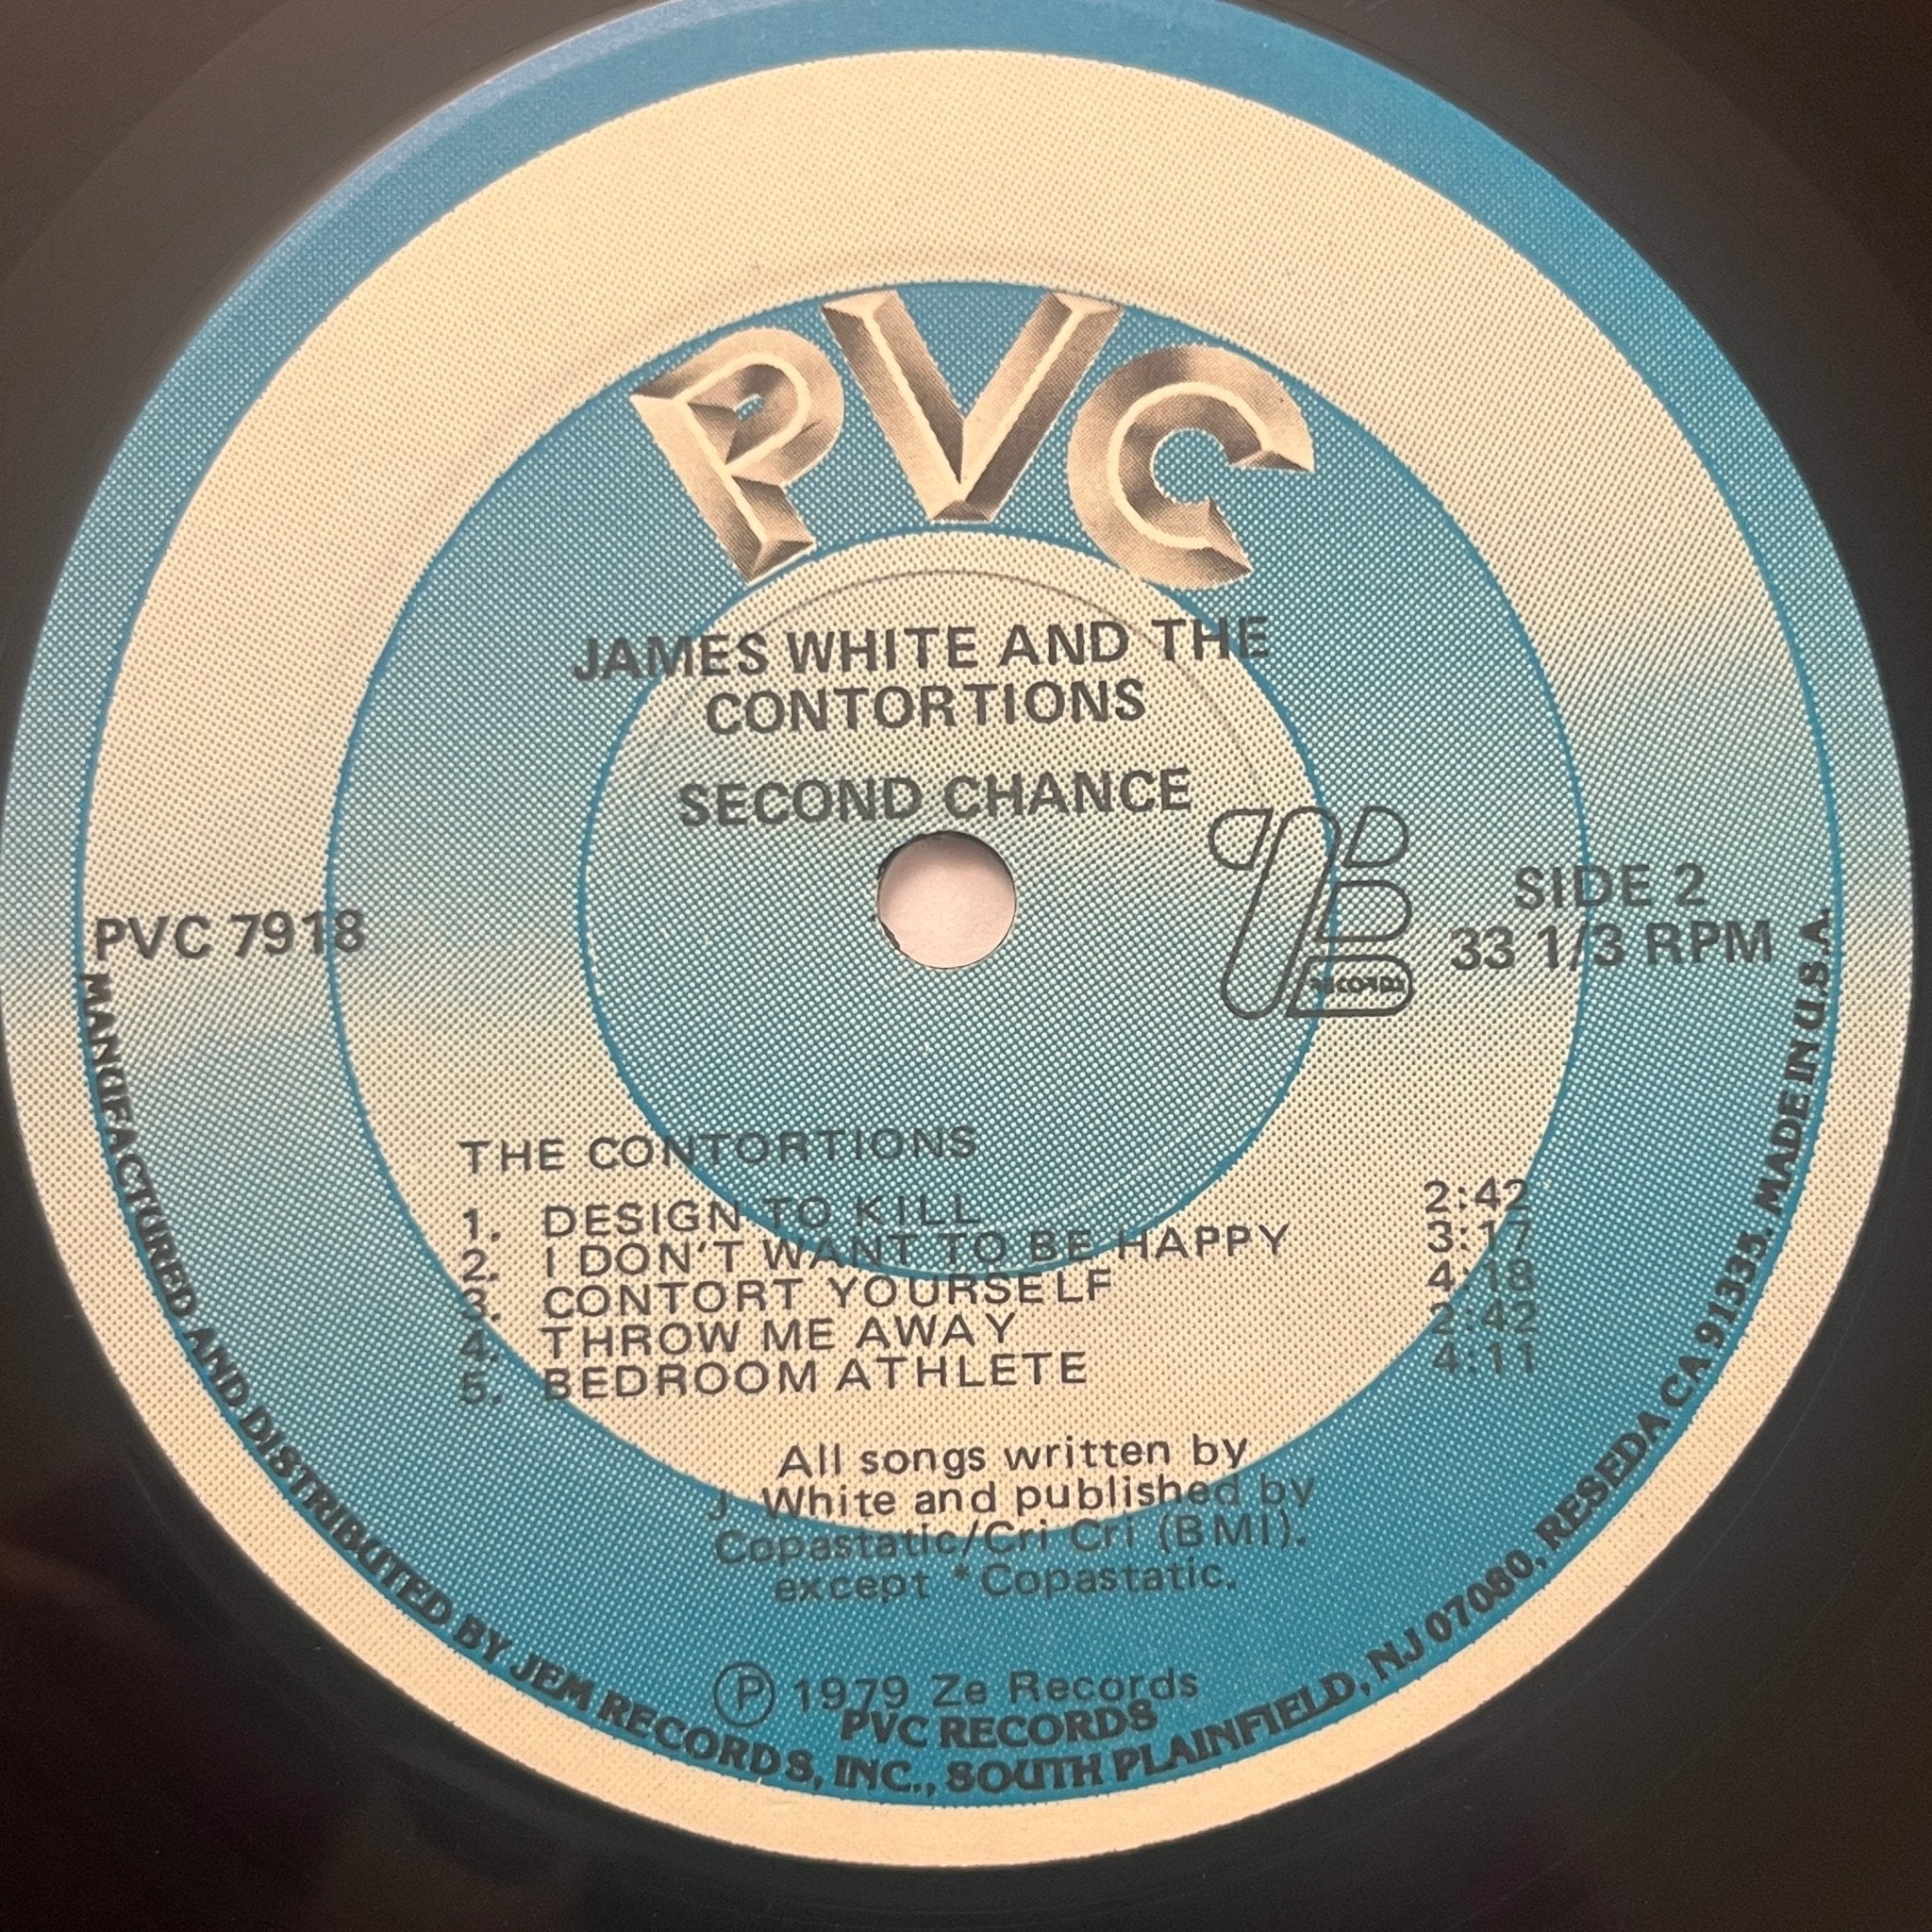 PVC
JAMES WHITE AND THE
CONTORTIONS
SECOND CHANCE
PVC 7918
ZE
RECORDS
SIDE 2
33 1/3 RPM
THE CONTORTIONS
1. DESIGN TO KILL 2:42
2. I DON'T WANT TO BE HAPPY 3:17
3. CONTORT YOURSELF 4:18
4. THROW ME AWAY 2:42
5. BEDROOM ATHLETE 4:11
All songs written by
J. White and published by
Copastatic/Cri Cri (BMI).
except *Copastatic.
Ⓟ 1979 Ze Records
PVC RECORDS
MANUFACTURED AND DISTRIBUTED BY JEM RECORDS, INC., SOUTH PLAINFIELD, NJ 07080, RESEDA CA 91335. MADE IN U.S.A.